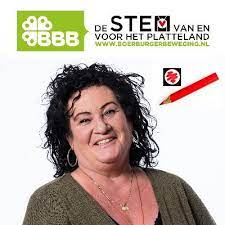 BBB
DE STEM VAN EN
VOOR HET PLATTELAND
WWW.BOERBURGERBEWEGING.NL